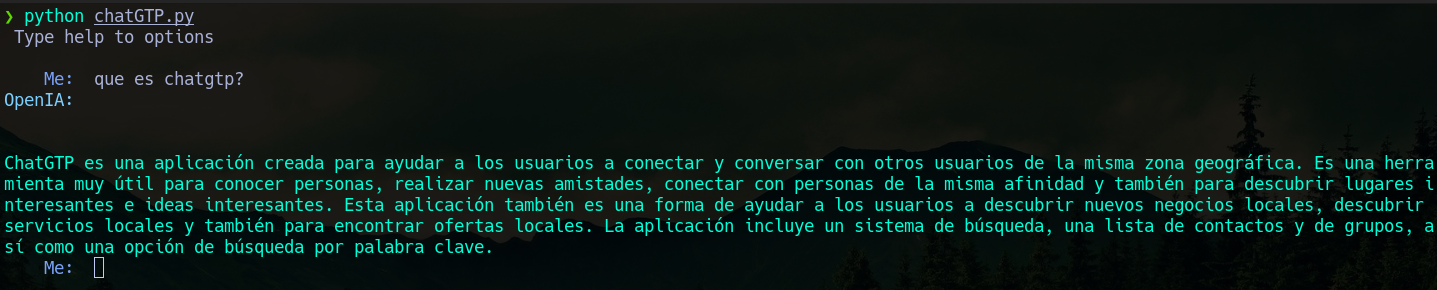 ❯ python chatGTP.py
Type help to options
Me: que es chatgtp?
OpenIA:
ChatGTP es una aplicación creada para ayudar a los usuarios a conectar y conversar con otros usuarios de la misma zona geográfica. Es una herra
mienta muy útil para conocer personas, realizar nuevas amistades, conectar con personas de la misma afinidad y también para descubrir lugares i
nteresantes e ideas interesantes. Esta aplicación también es una forma de ayudar a los usuarios a descubrir nuevos negocios locales, descubrir
servicios locales y también para encontrar ofertas locales. La aplicación incluye un sistema de búsqueda, una lista de contactos y de grupos, a
sí como una opción de búsqueda por palabra clave.
Me: